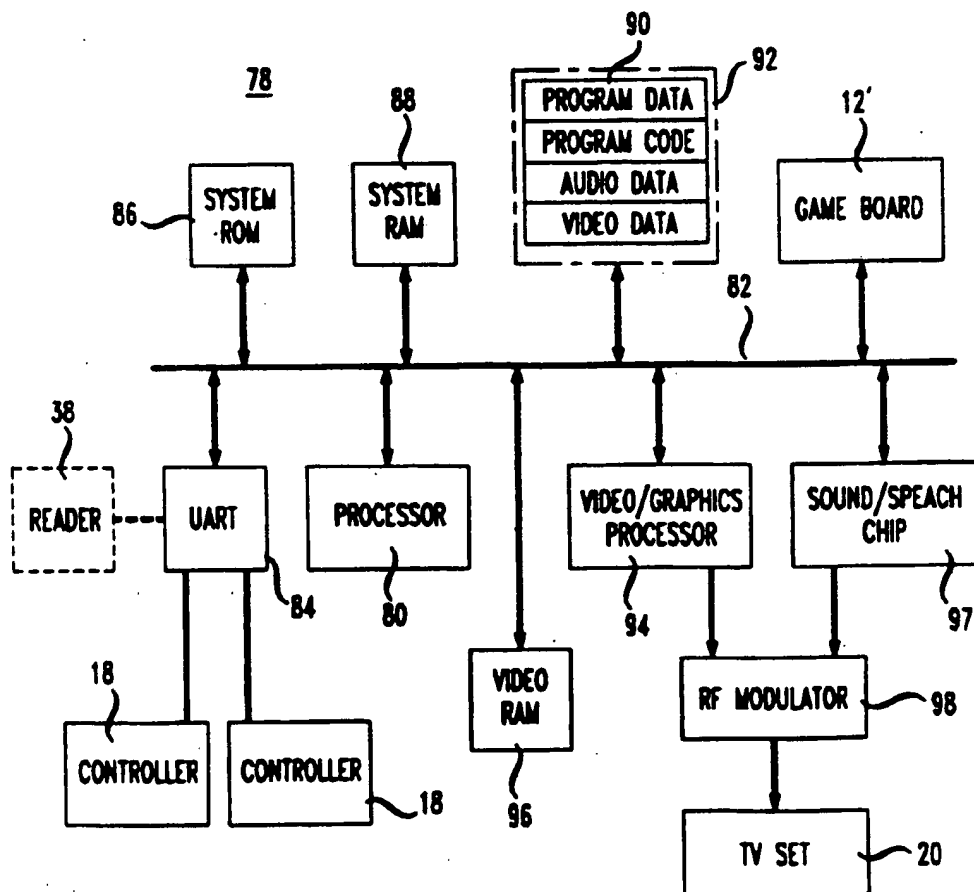 90
92
78
88
PROGRAM DATA
12'
PROGRAM CODE
SYSTEM
ROM
SYSTEM
RAM
AUDIO DATA
GAME BOARD
86
VIDEO DATA
82
38
READER
UART
PROCESSOR
VIDEO/GRAPHICS
PROCESSOR
SOUND/SPEACH
CHIP
84
80
94
97
18
VIDEO
RAM
RF MODULATOR
98
CONTROLLER
CONTROLLER
18
96
TV SET
20